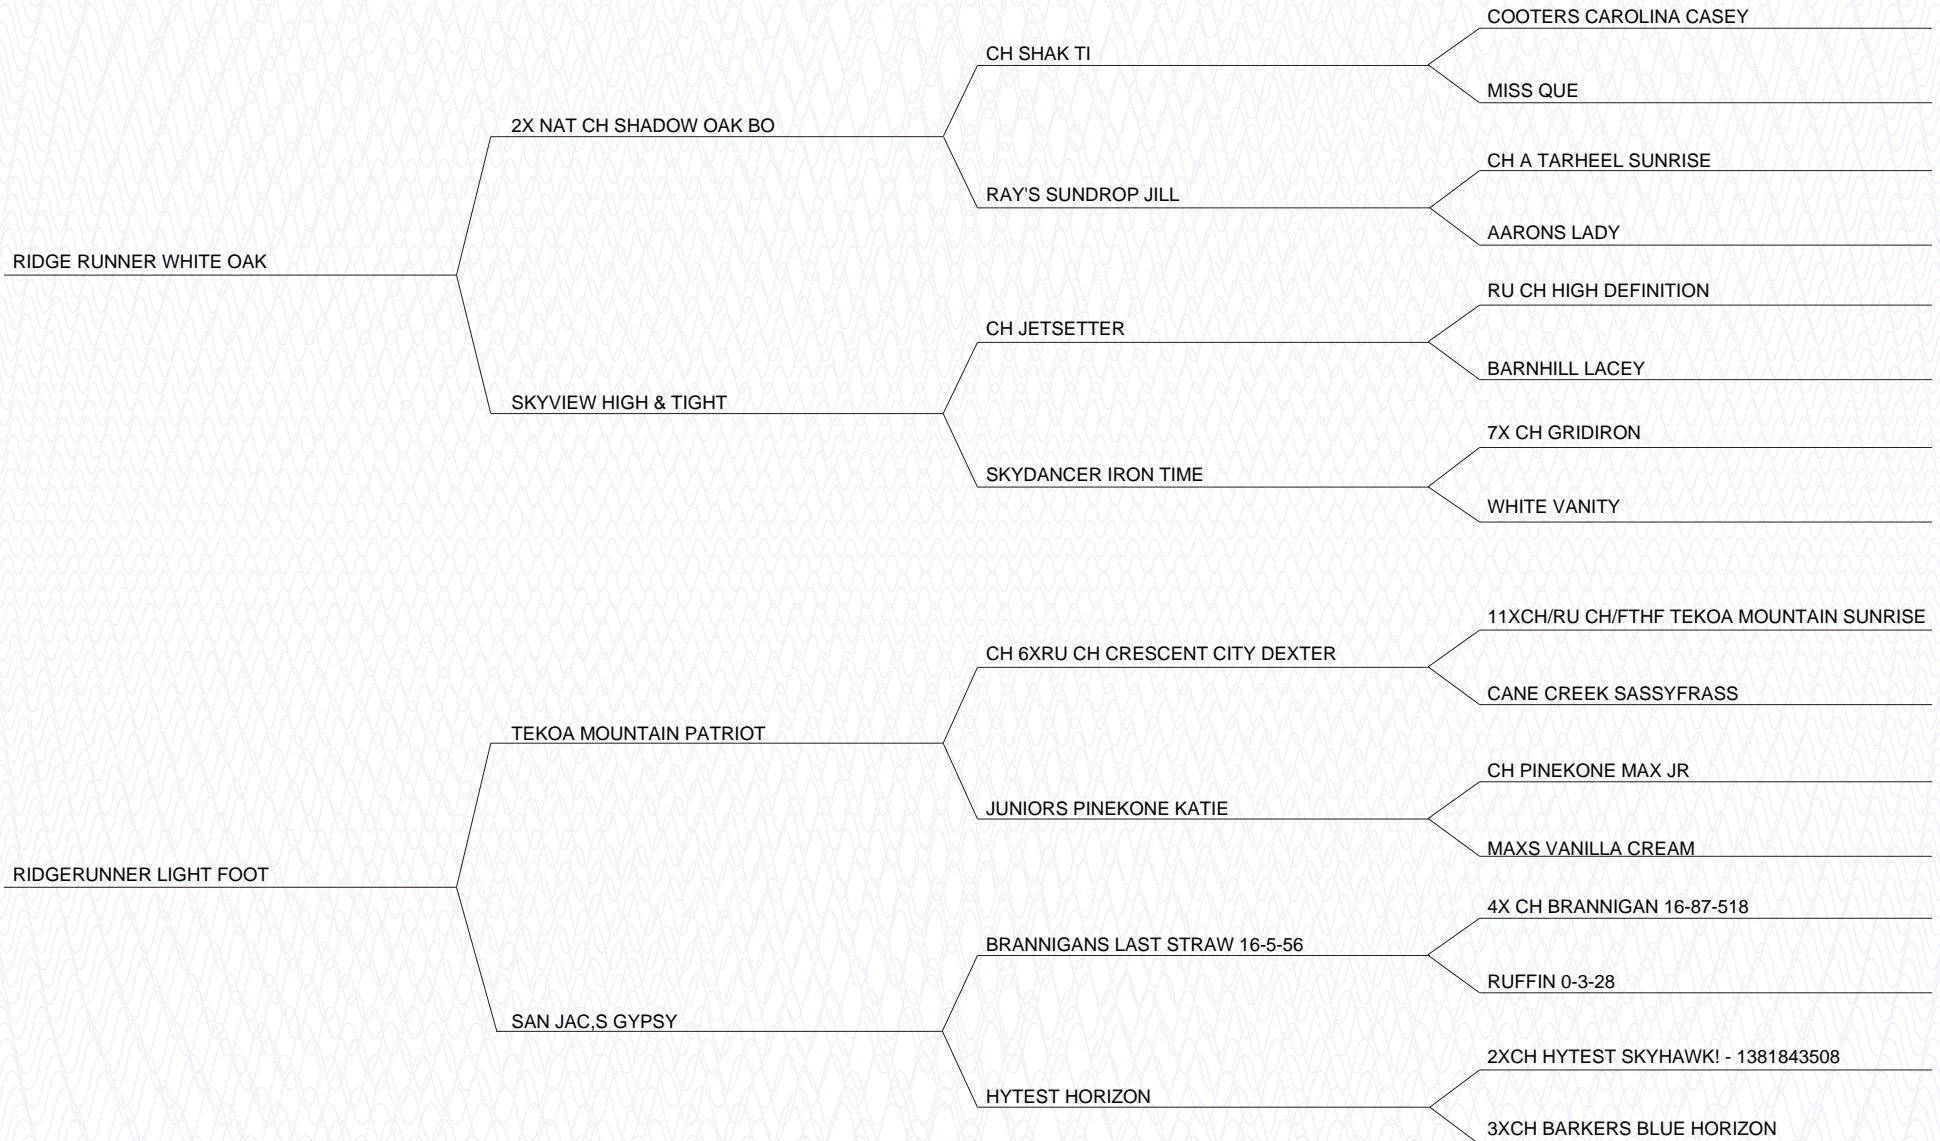 COOTERS CAROLINA CASEY
CH SHAK TI
MISS QUE
2X NAT CH SHADOW OAK BO
CH A TARHEEL SUNRISE
RAY'S SUNDROP JILL
AARONS LADY
RIDGE RUNNER WHITE OAK
RU CH HIGH DEFINITION
CH JETSETTER
BARNHILL LACEY
SKYVIEW HIGH & TIGHT
7X CH GRIDIRON
SKYDANCER IRON TIME
WHITE VANITY
11XCH/RU CH/FTHF TEKOA MOUNTAIN SUNRISE
CH 6XRU CH CRESCENT CITY DEXTER
CANE CREEK SASSYFRASS
TEKOA MOUNTAIN PATRIOT
CH PINEKONE MAX JR
JUNIORS PINEKONE KATIE
MAXS VANILLA CREAM
RIDGERUNNER LIGHT FOOT
4X CH BRANNIGAN 16-87-518
BRANNIGANS LAST STRAW 16-5-56
RUFFIN 0-3-28
SAN JAC,S GYPSY
2XCH HYTEST SKYHAWK! - 1381843508
HYTEST HORIZON
3XCH BARKERS BLUE HORIZON